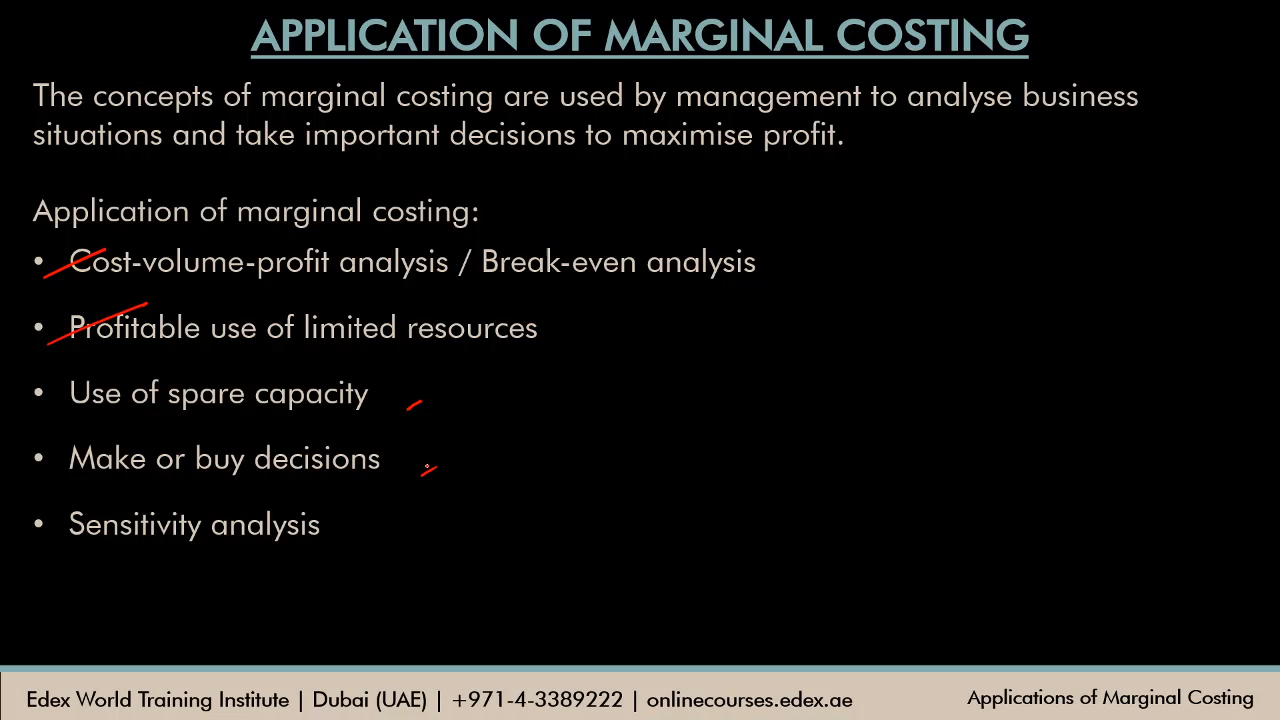 APPLICATION OF MARGINAL COSTING
The concepts of marginal costing are used by management to analyse business
situations and take important decisions to maximise profit.
Application of marginal costing:
• Cost-volume-profit analysis / Break-even analysis
• Profitable use of limited resources
• Use of spare capacity
• Make or buy decisions
• Sensitivity analysis
Edex World Training Institute | Dubai (UAE) | +971-4-3389222 | onlinecourses.edex.ae
Applications of Marginal Costing